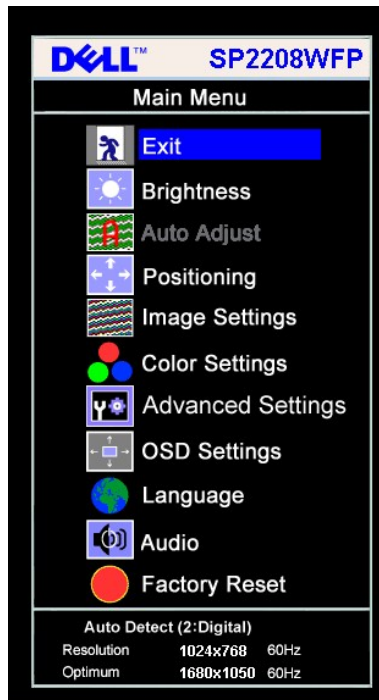 DELL™ SP2208WFP
Main Menu
Exit
Brightness
A Auto Adjust
Positioning
Image Settings
Color Settings
Advanced Settings
OSD Settings
Language
Audio
Factory Reset
Auto Detect (2:Digital)
Resolution 1024x768 60Hz
Optimum 1680x1050 60Hz